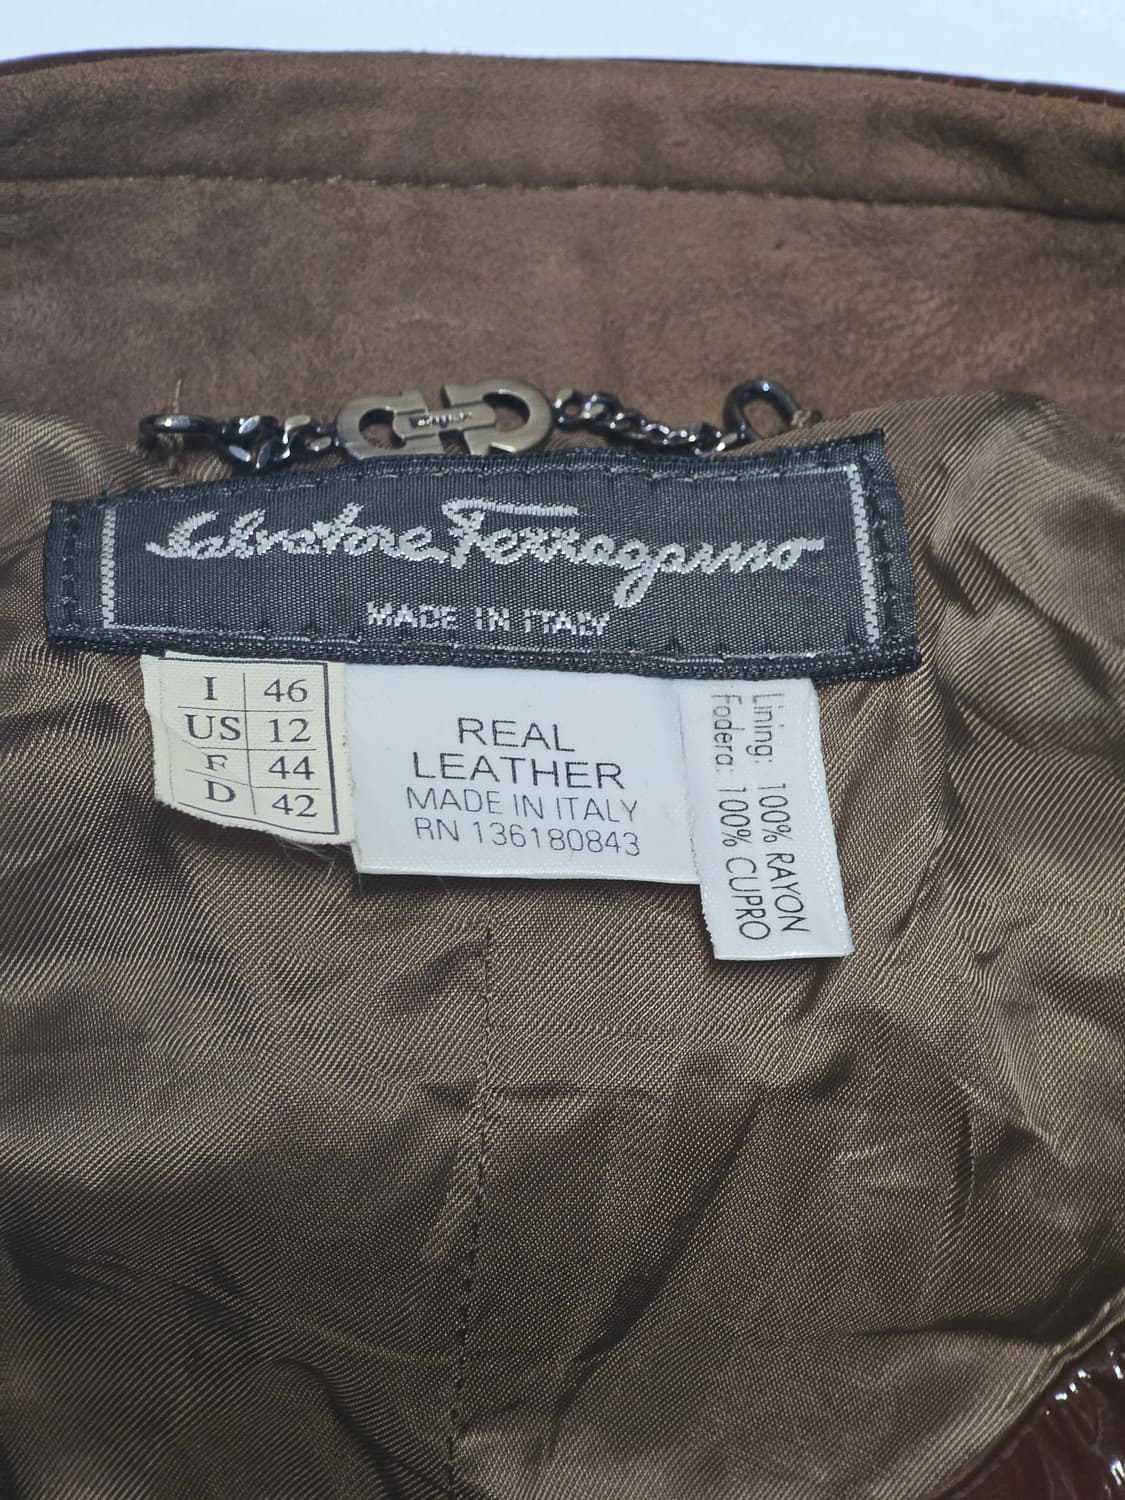 Salvatore Ferragamo
MADE IN ITALY
I 46
US 12
F 44
D 42
REAL
LEATHER
MADE IN ITALY
RN 136180843
Lining: 100% RAYON
Fodera: 100% CUPRO